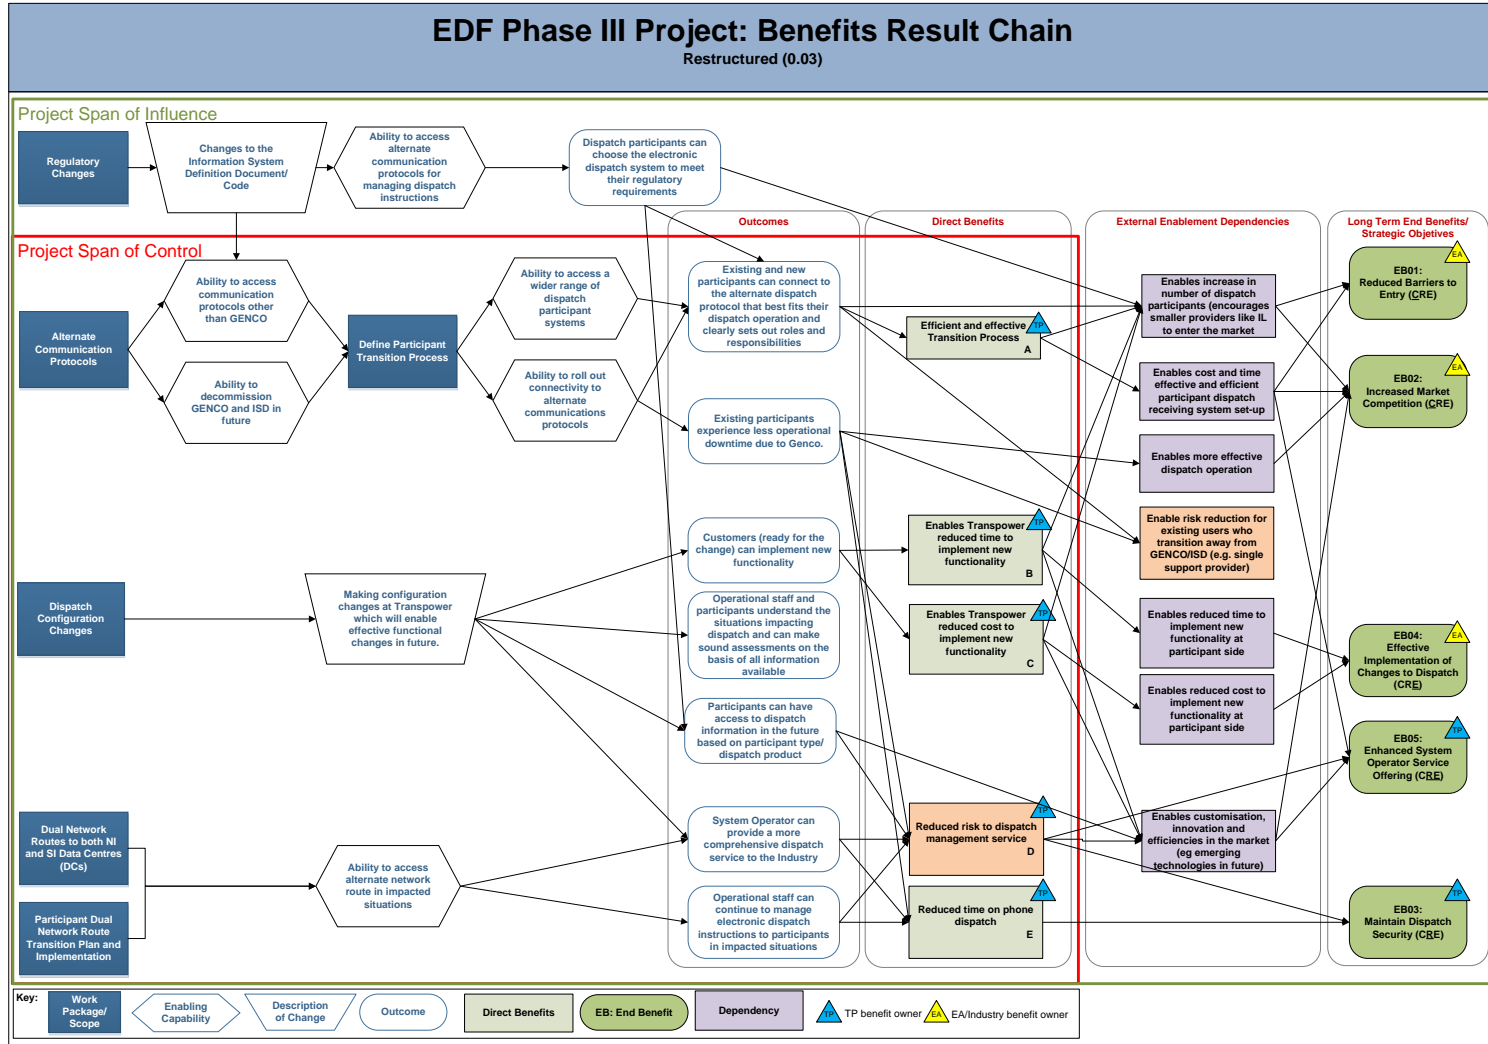 EDF Phase III Project: Benefits Result Chain
Restructured (0.03)
Project Span of Influence
Regulatory
Changes
Changes to the
Information System
Definition Document/
Code
Ability to access
alternate
communication
protocols for
managing dispatch
instructions
Dispatch participants can
choose the electronic
dispatch system to meet
their regulatory
requirements
Outcomes
Direct Benefits
External Enablement Dependencies
Long Term End Benefits/
Strategic Objetives
Project Span of Control
Alternate
Communication
Protocols
Ability to access
communication
protocols other
than GENCO
Ability to
decommission
GENCO and ISD in
future
Define Participant
Transition Process
Ability to access a
wider range of
dispatch
participant
systems
Ability to roll out
connectivity to
alternate
communications
protocols
Existing and new
participants can connect to
the alternate dispatch
protocol that best fits their
dispatch operation and
clearly sets out roles and
responsibilities
Existing participants
experience less operational
downtime due to Genco.
Efficient and effective
Transition Process
A
TP
Enables increase in
number of dispatch
participants (encourages
smaller providers like IL
to enter the market
Enables cost and time
effective and efficient
participant dispatch
receiving system set-up
Enables more effective
dispatch operation
Enable risk reduction for
existing users who
transition away from
GENCO/ISD (e.g. single
support provider)
EB01:
Reduced Barriers to
Entry (CRE)
EA
EB02:
Increased Market
Competition (CRE)
EA
Dispatch
Configuration
Changes
Making configuration
changes at Transpower
which will enable
effective functional
changes in future.
Customers (ready for the
change) can implement new
functionality
Operational staff and
participants understand the
situations impacting
dispatch and can make
sound assessments on the
basis of all information
available
Participants can have
access to dispatch
information in the future
based on participant type/
dispatch product
Enables Transpower
reduced time to
implement new
functionality
B
TP
Enables Transpower
reduced cost to
implement new
functionality
C
TP
Enables reduced time to
implement new
functionality at
participant side
Enables reduced cost to
implement new
functionality at
participant side
EB04:
Effective
Implementation of
Changes to Dispatch
(CRE)
EA
EB05:
Enhanced System
Operator Service
Offering (CRE)
TP
Dual Network
Routes to both NI
and SI Data Centres
(DCs)
Participant Dual
Network Route
Transition Plan and
Implementation
Ability to access
alternate network
route in impacted
situations
System Operator can
provide a more
comprehensive dispatch
service to the Industry
Operational staff can
continue to manage
electronic dispatch
instructions to participants
in impacted situations
Reduced risk to dispatch
management service
D
TP
Reduced time on phone
dispatch
E
TP
Enables customisation,
innovation and
efficiencies in the market
(eg emerging
technologies in future)
EB03:
Maintain Dispatch
Security (CRE)
TP
Key:
Work
Package/
Scope
Enabling
Capability
Description
of Change
Outcome
Direct Benefits
EB: End Benefit
Dependency
TP
TP benefit owner
EA
EA/Industry benefit owner